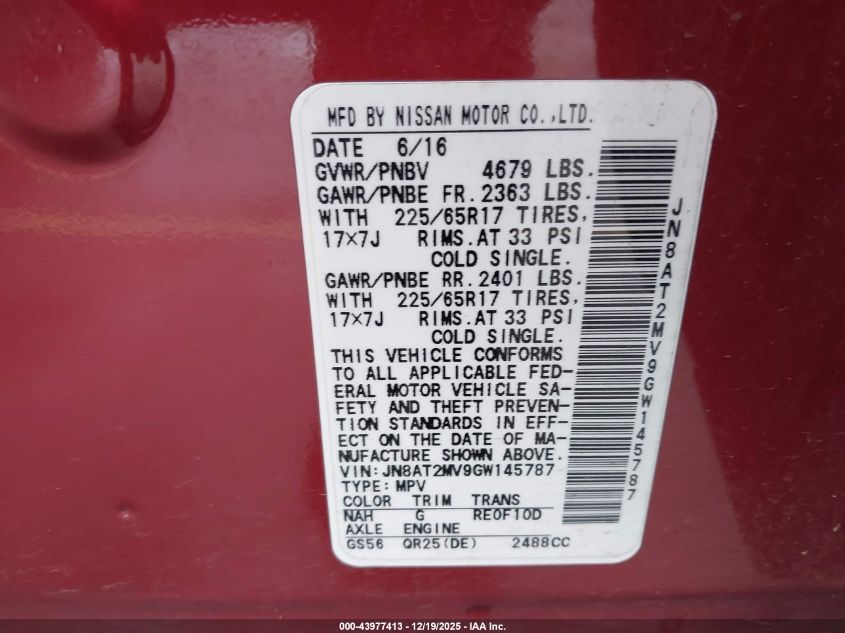 MFD BY NISSAN MOTOR CO.,LTD.
DATE 6/16
GVWR/PNBV 4679 LBS.
GAWR/PNBE FR. 2363 LBS.
WITH 225/65R17 TIRES,
17×7J RIMS.AT 33 PSI
COLD SINGLE.
GAWR/PNBE RR. 2401 LBS.
WITH 225/65R17 TIRES,
17×7J RIMS.AT 33 PSI
COLD SINGLE.
THIS VEHICLE CONFORMS
TO ALL APPLICABLE FED-
ERAL MOTOR VEHICLE SA-
FETY AND THEFT PREVEN-
TION STANDARDS IN EFF-
ECT ON THE DATE OF MA-
NUFACTURE SHOWN ABOVE.
VIN:JN8AT2MV9GW145787
TYPE: MPV
COLOR TRIM TRANS
NAH G RE0F10D
AXLE ENGINE
GS56 QR25(DE) 2488CC
JN8AT2MV9GW145787
000-43977413 - 12/19/2025 - IAA Inc.